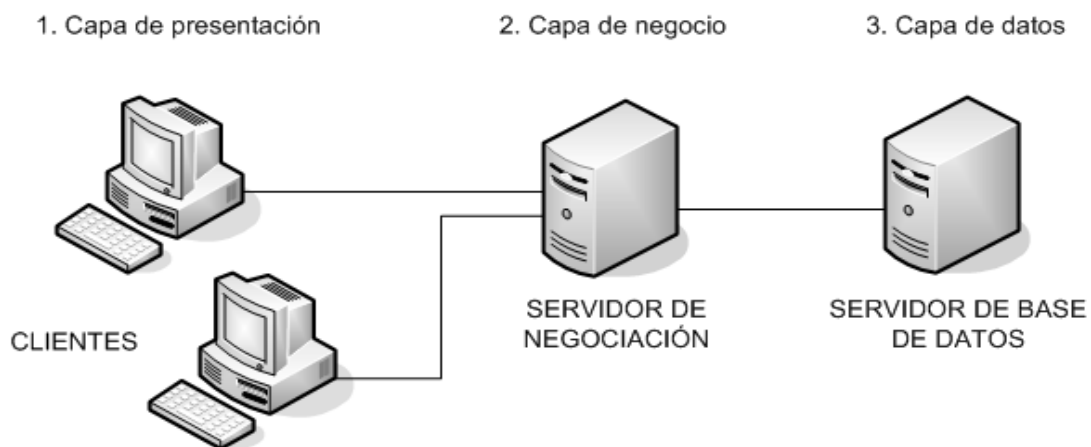 1. Capa de presentación
2. Capa de negocio
3. Capa de datos
CLIENTES
SERVIDOR DE
NEGOCIACIÓN
SERVIDOR DE BASE
DE DATOS